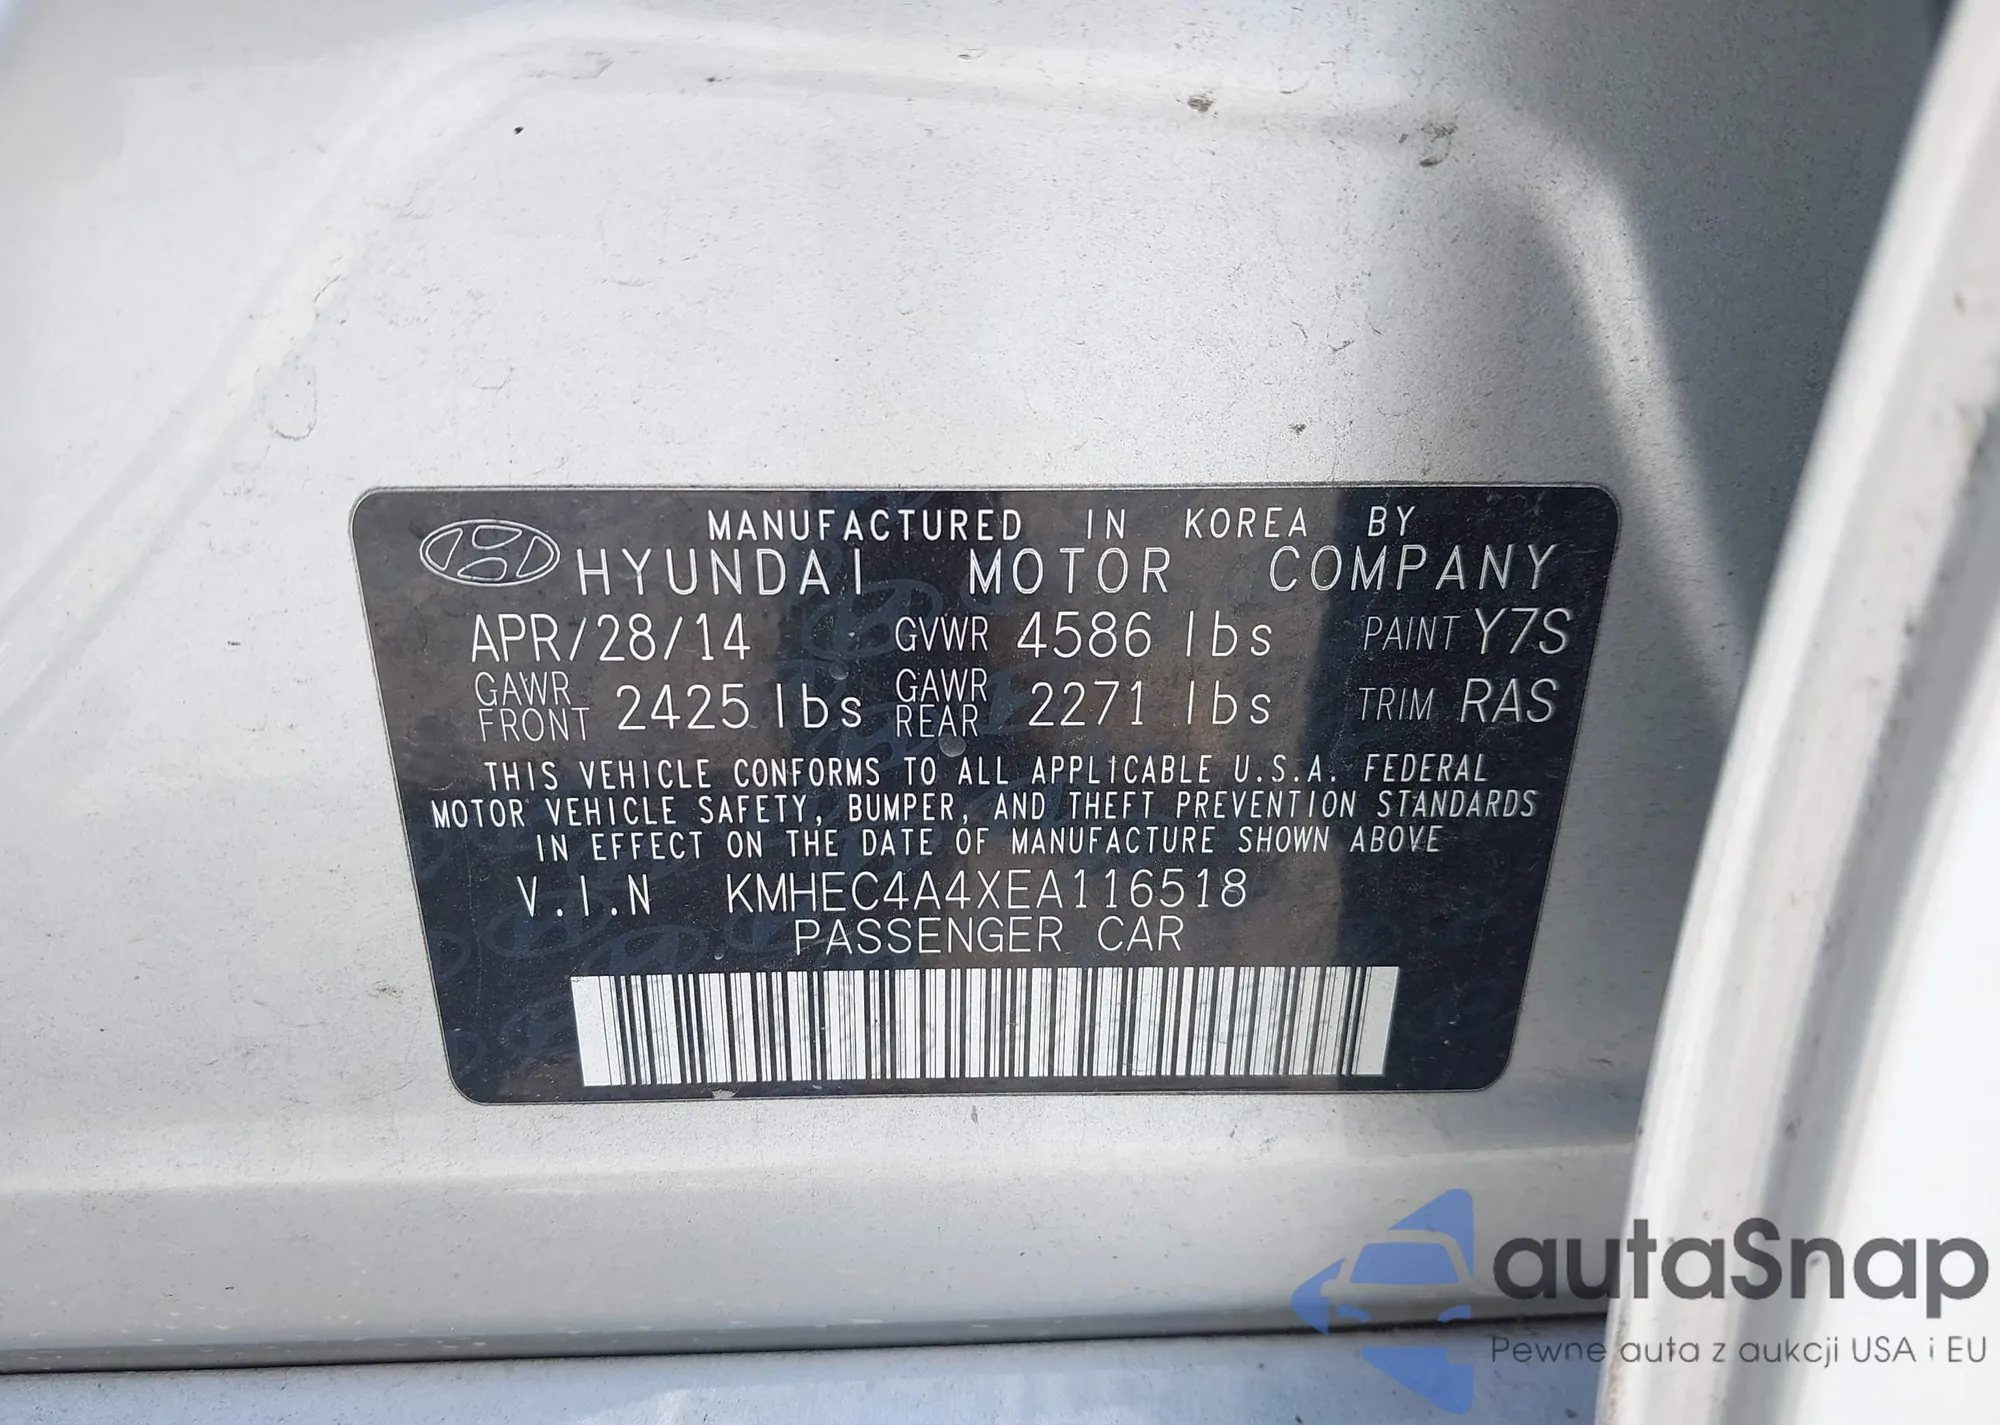 MANUFACTURED IN KOREA BY
HYUNDAI MOTOR COMPANY
APR/28/14 GVWR 4586 lbs PAINT Y7S
GAWR FRONT 2425 lbs GAWR REAR 2271 lbs TRIM RAS
THIS VEHICLE CONFORMS TO ALL APPLICABLE U.S.A. FEDERAL
MOTOR VEHICLE SAFETY, BUMPER, AND THEFT PREVENTION STANDARDS
IN EFFECT ON THE DATE OF MANUFACTURE SHOWN ABOVE
V.I.N KMHEC4A4XEA116518
PASSENGER CAR
autaSnap
Pewne auta z aukcji USA i EU